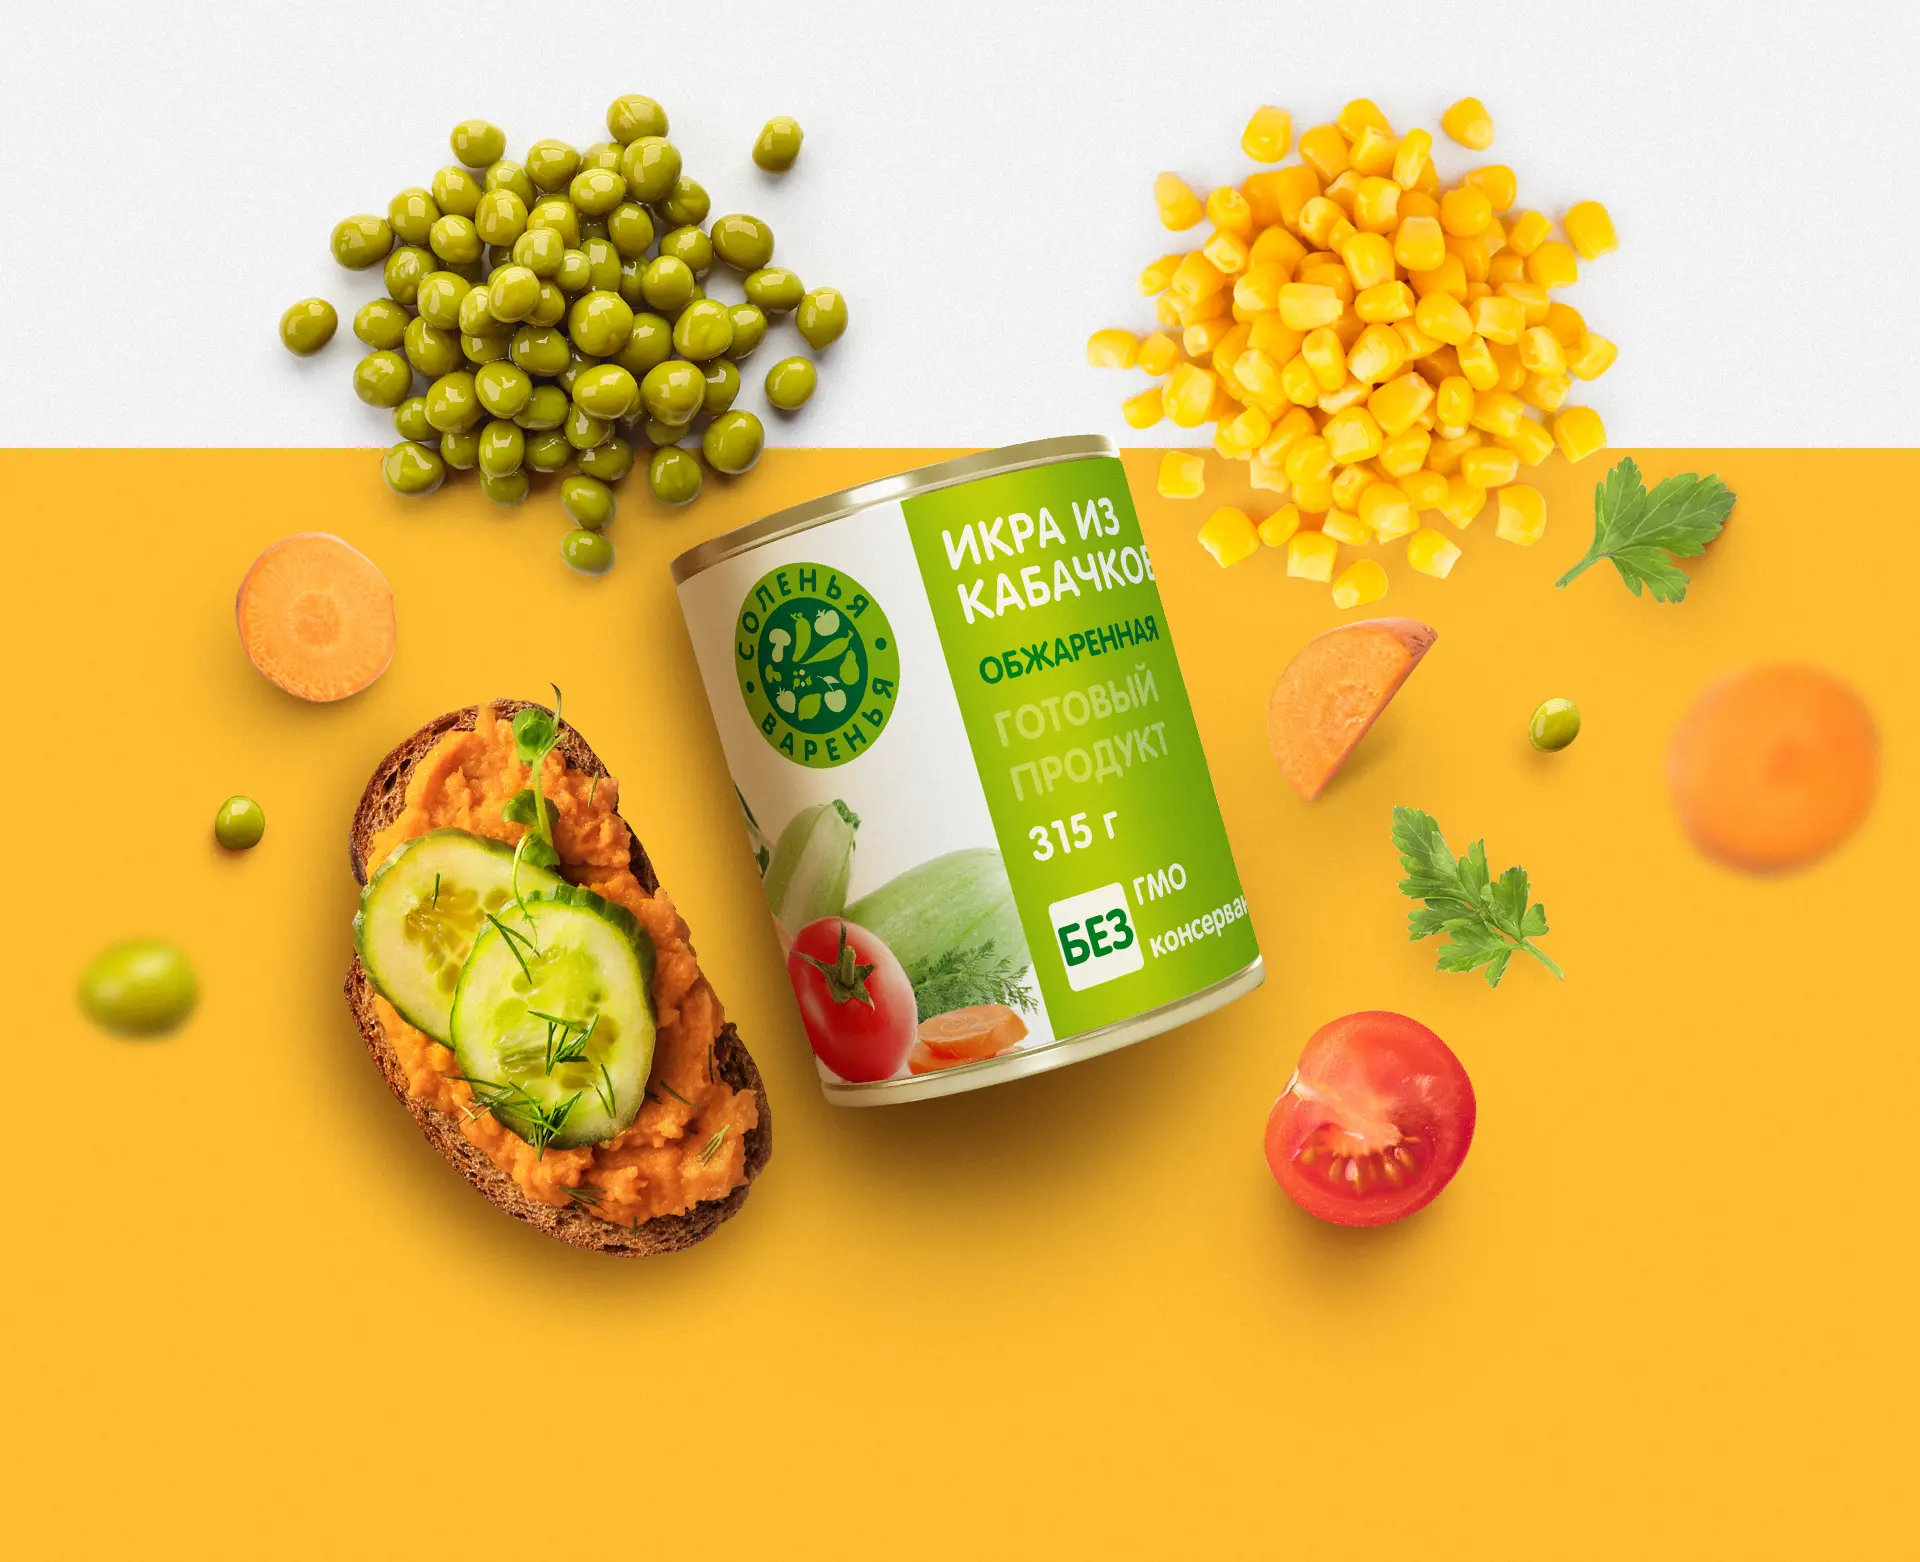 СОЛЕНЬЯ
ВАРЕНЬЯ
ИКРА ИЗ
КАБАЧКОВ
ОБЖАРЕННАЯ
ГОТОВЫЙ
ПРОДУКТ
315 г
БЕЗ
ГМО
консерван